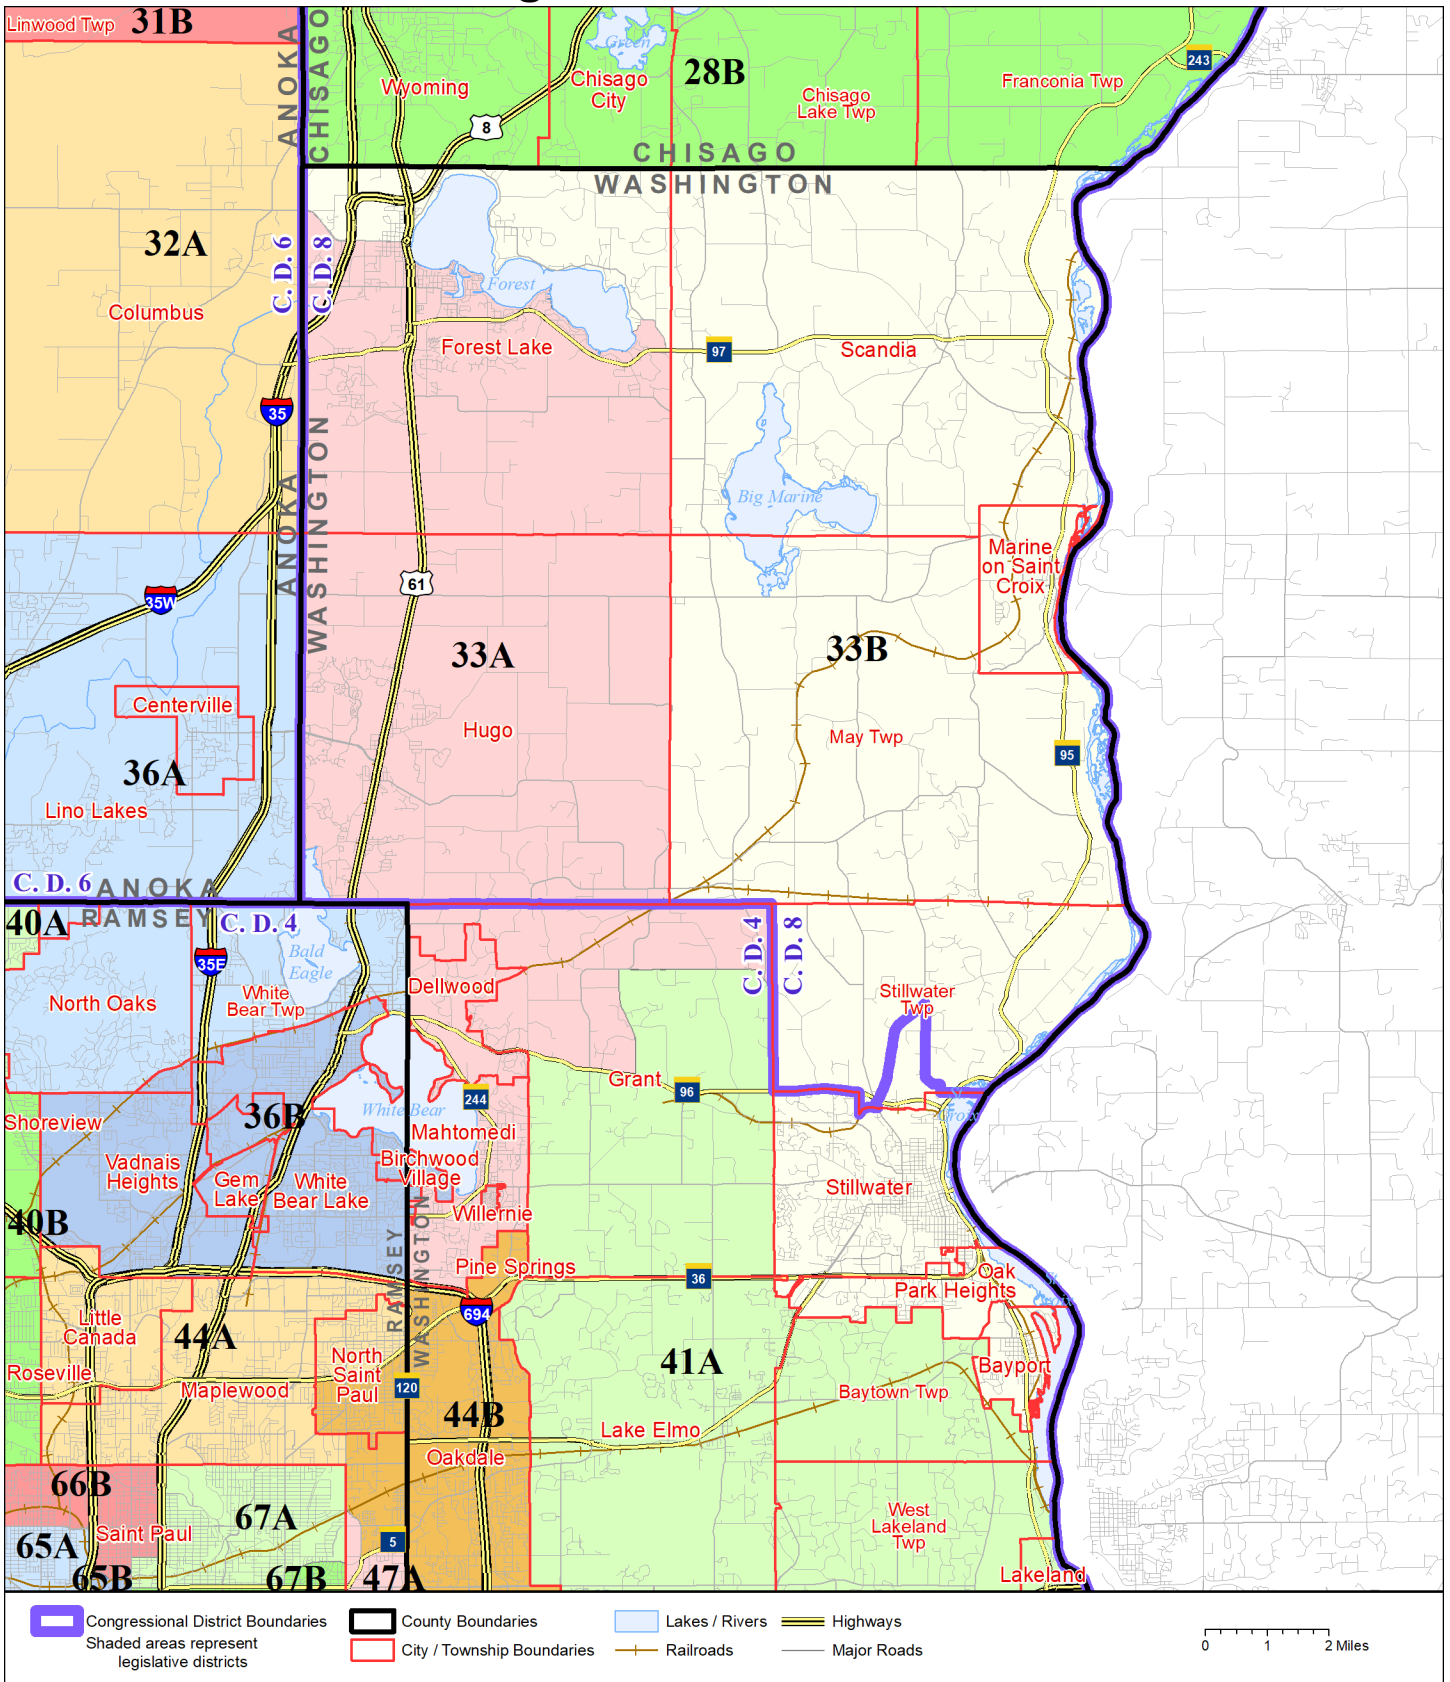 Linwood Twp
31B
ANOKA
CHISAGO
Wyoming
8
Chisago
City
Green
28B
Chisago
Lake Twp
Franconia Twp
243
CHISAGO
WASHINGTON
32A
Columbus
C. D. 6
C. D. 8
Forest
Forest Lake
97
Scandia
35
ANOKA
WASHINGTON
Big Marine
Marine
on Saint
Croix
35W
61
33A
33B
Centerville
Hugo
May Twp
95
36A
Lino Lakes
C. D. 6
ANOKA
RAMSEY
40A
C. D. 4
C. D. 4
C. D. 8
35E
Bald
Eagle
North Oaks
White
Bear Twp
Dellwood
Stillwater
Twp
Grant
96
244
Shoreview
36B
White Bear
Croix
Mahtomedi
Vadnais
Heights
Gem
Lake
White
Bear Lake
Birchwood
Village
Stillwater
Willernie
40B
RAMSEY
WASHINGTON
Pine Springs
36
Oak
Park Heights
694
Little
Canada
44A
North
Saint
Paul
41A
Bayport
Roseville
Maplewood
120
Baytown Twp
44B
Lake Elmo
Oakdale
66B
67A
Saint Paul
West
Lakeland
Twp
65A
5
65B
67B
47A
Lakeland
Congressional District Boundaries
Shaded areas represent
legislative districts
County Boundaries
City / Township Boundaries
Lakes / Rivers
Railroads
Highways
Major Roads
0 1 2 Miles